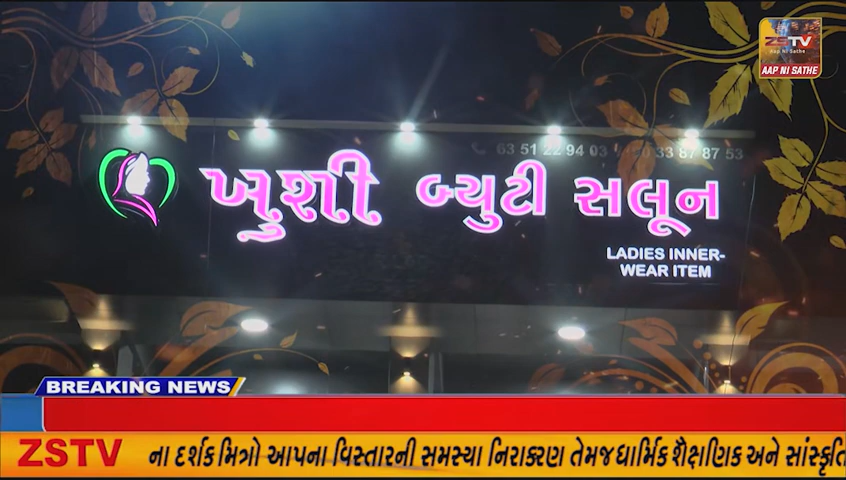 ZSTV
Aap Ni Sathe
AAP NI SATHE
63 51 22 94 03
33 87 87 53
ખુશી બ્યુટી સલૂન
LADIES INNER-
WEAR ITEM
BREAKING NEWS
ZSTV ના દર્શક મિત્રો આપના વિસ્તારની સમસ્યા નિરાકરણ તેમજ ધાર્મિક શૈક્ષણિક અને સાંસ્કૃતિ